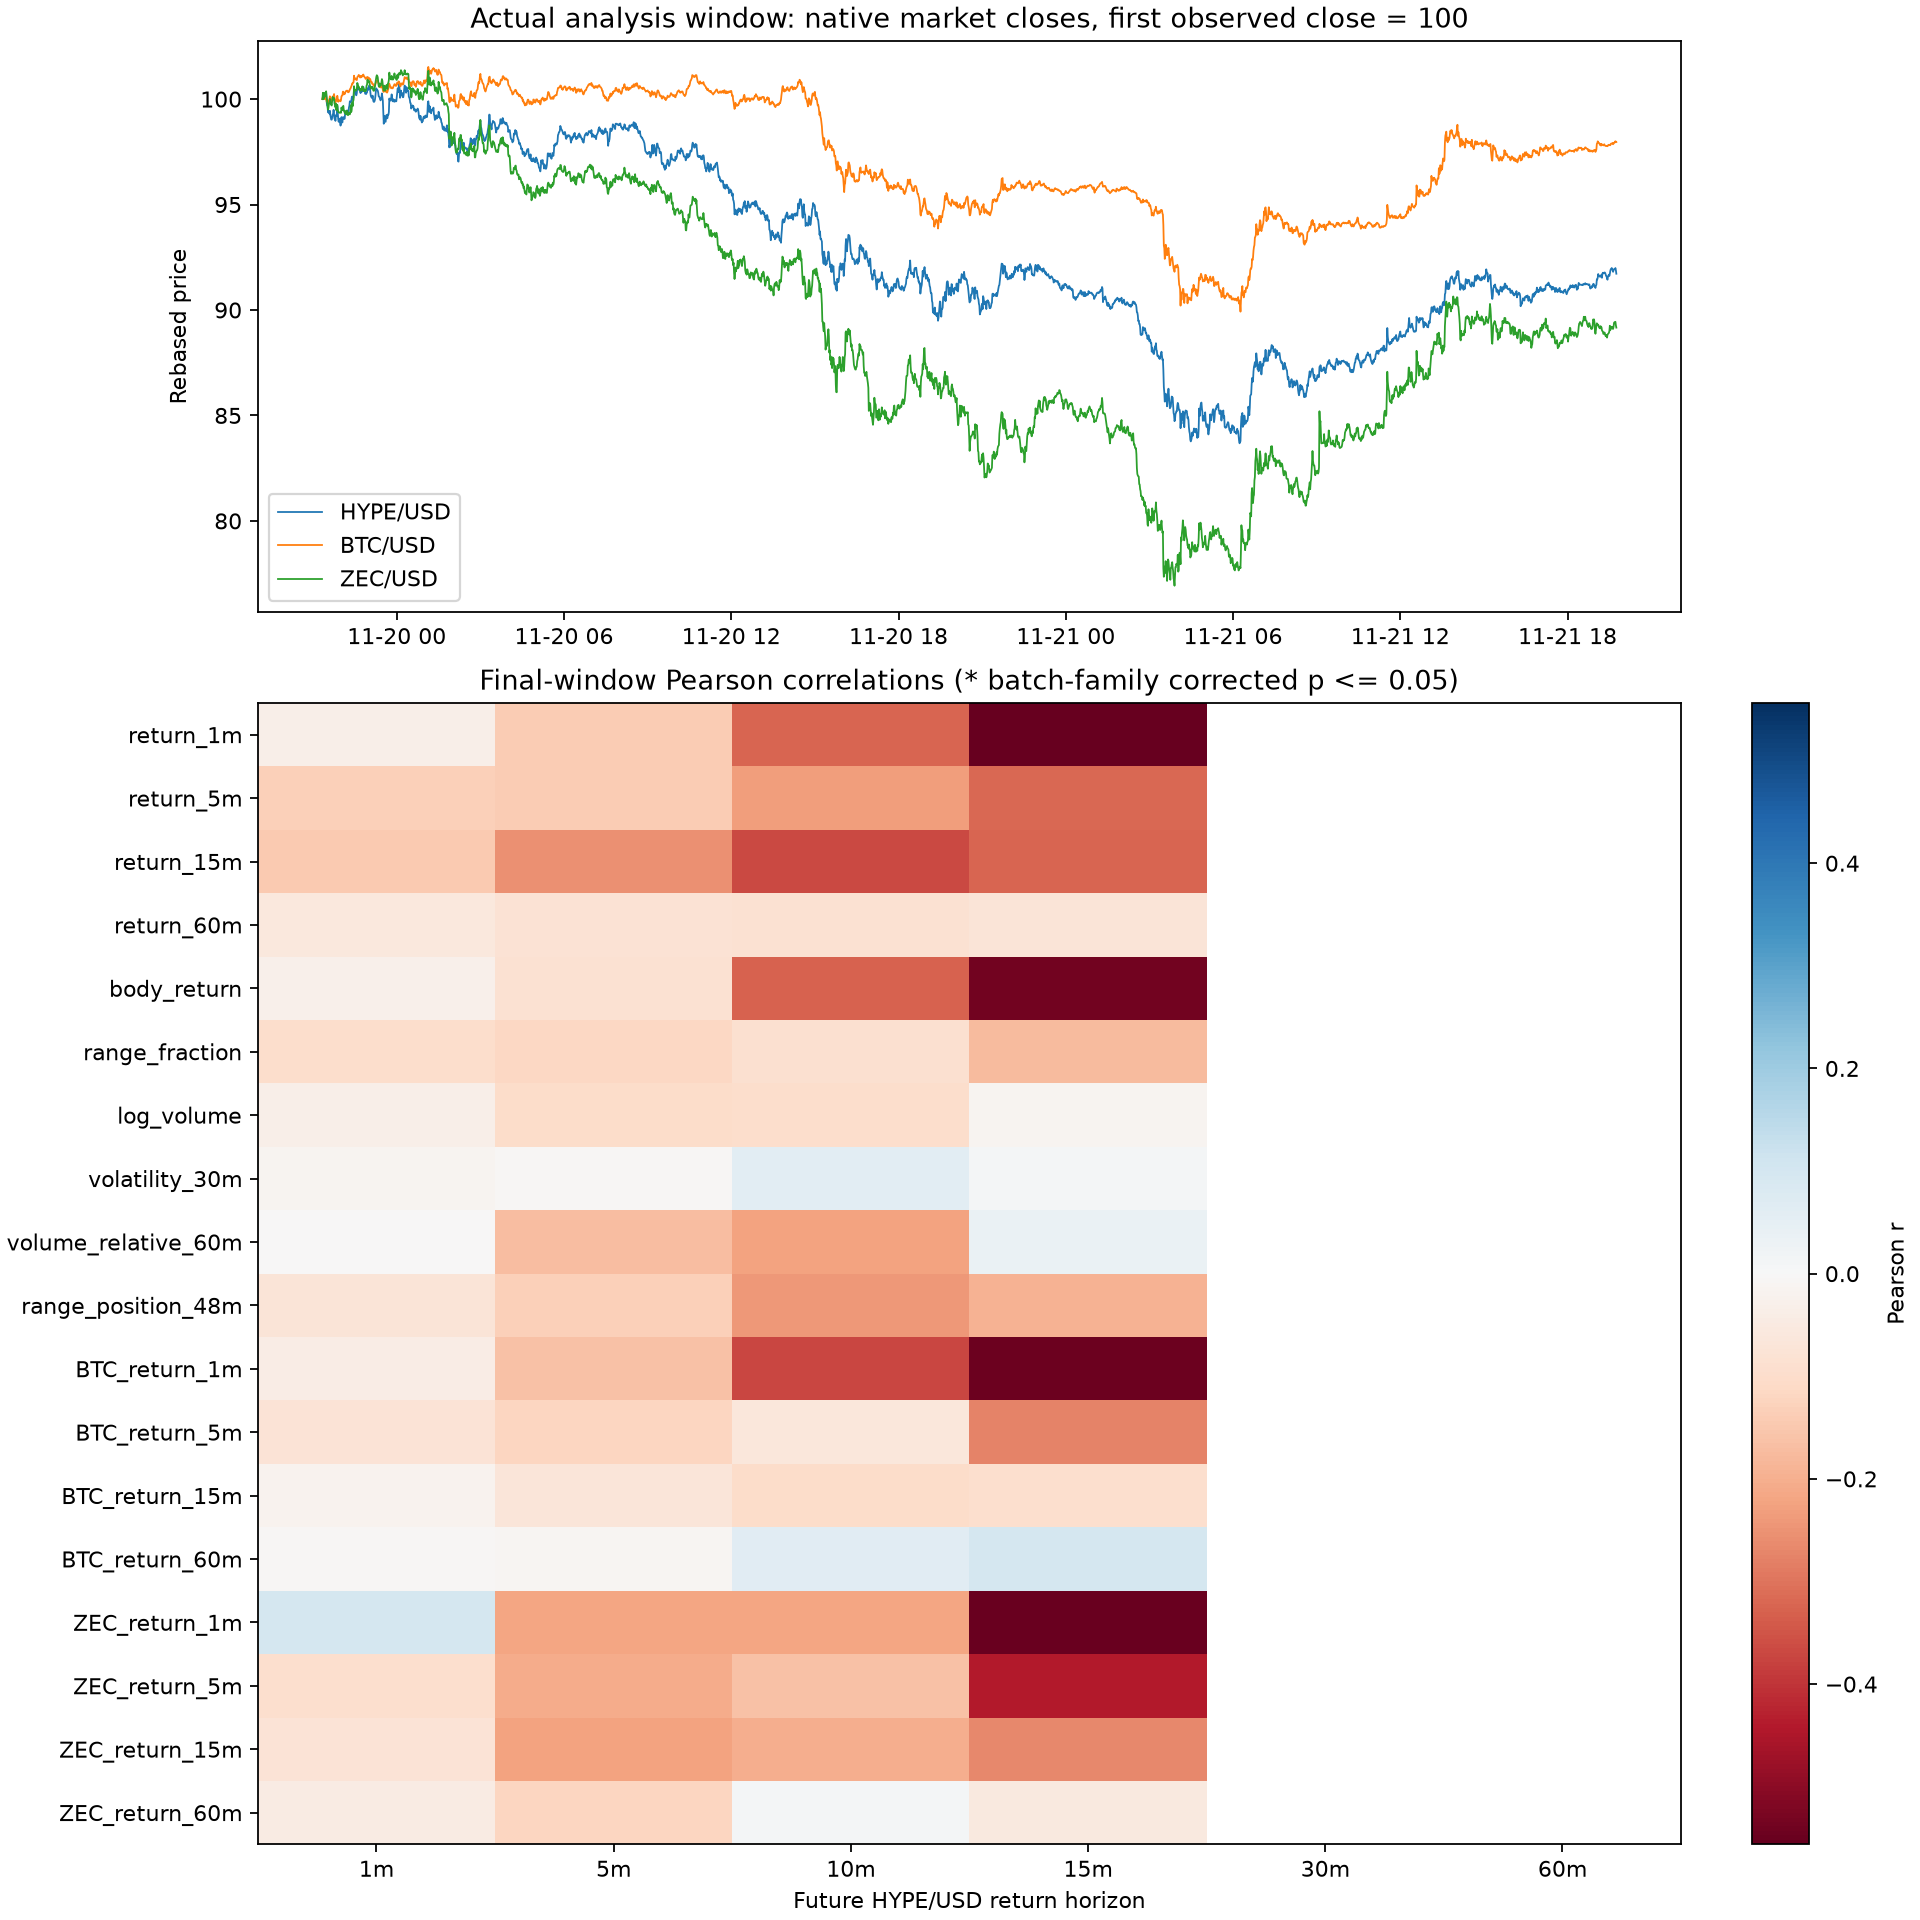 Actual analysis window: native market closes, first observed close = 100
Rebased price
100
95
90
85
80
HYPE/USD
BTC/USD
ZEC/USD
11-20 00
11-20 06
11-20 12
11-20 18
11-21 00
11-21 06
11-21 12
11-21 18
Final-window Pearson correlations (* batch-family corrected p <= 0.05)
return_1m
return_5m
return_15m
return_60m
body_return
range_fraction
log_volume
volatility_30m
volume_relative_60m
range_position_48m
BTC_return_1m
BTC_return_5m
BTC_return_15m
BTC_return_60m
ZEC_return_1m
ZEC_return_5m
ZEC_return_15m
ZEC_return_60m
1m
5m
10m
15m
30m
60m
Future HYPE/USD return horizon
0.4
0.2
0.0
−0.2
−0.4
Pearson r